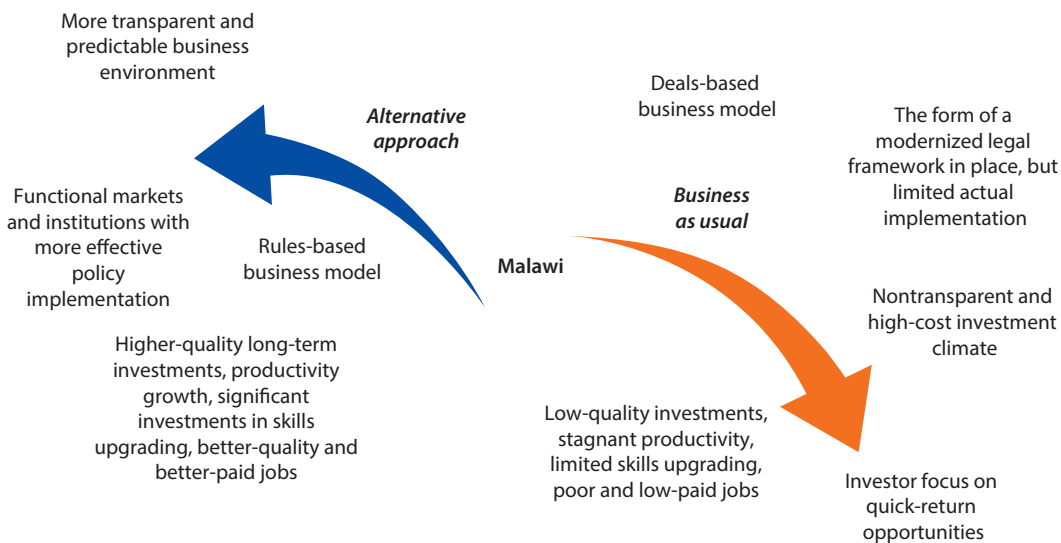 More transparent and
predictable business
environment
Alternative
approach
Functional markets
and institutions with
more effective
policy
implementation
Rules-based
business model
Higher-quality long-term
investments, productivity
growth, significant
investments in skills
upgrading, better-quality and
better-paid jobs
Malawi
Deals-based
business model
Business
as usual
The form of a
modernized legal
framework in place, but
limited actual
implementation
Nontransparent and
high-cost investment
climate
Low-quality investments,
stagnant productivity,
limited skills upgrading,
poor and low-paid jobs
Investor focus on
quick-return
opportunities